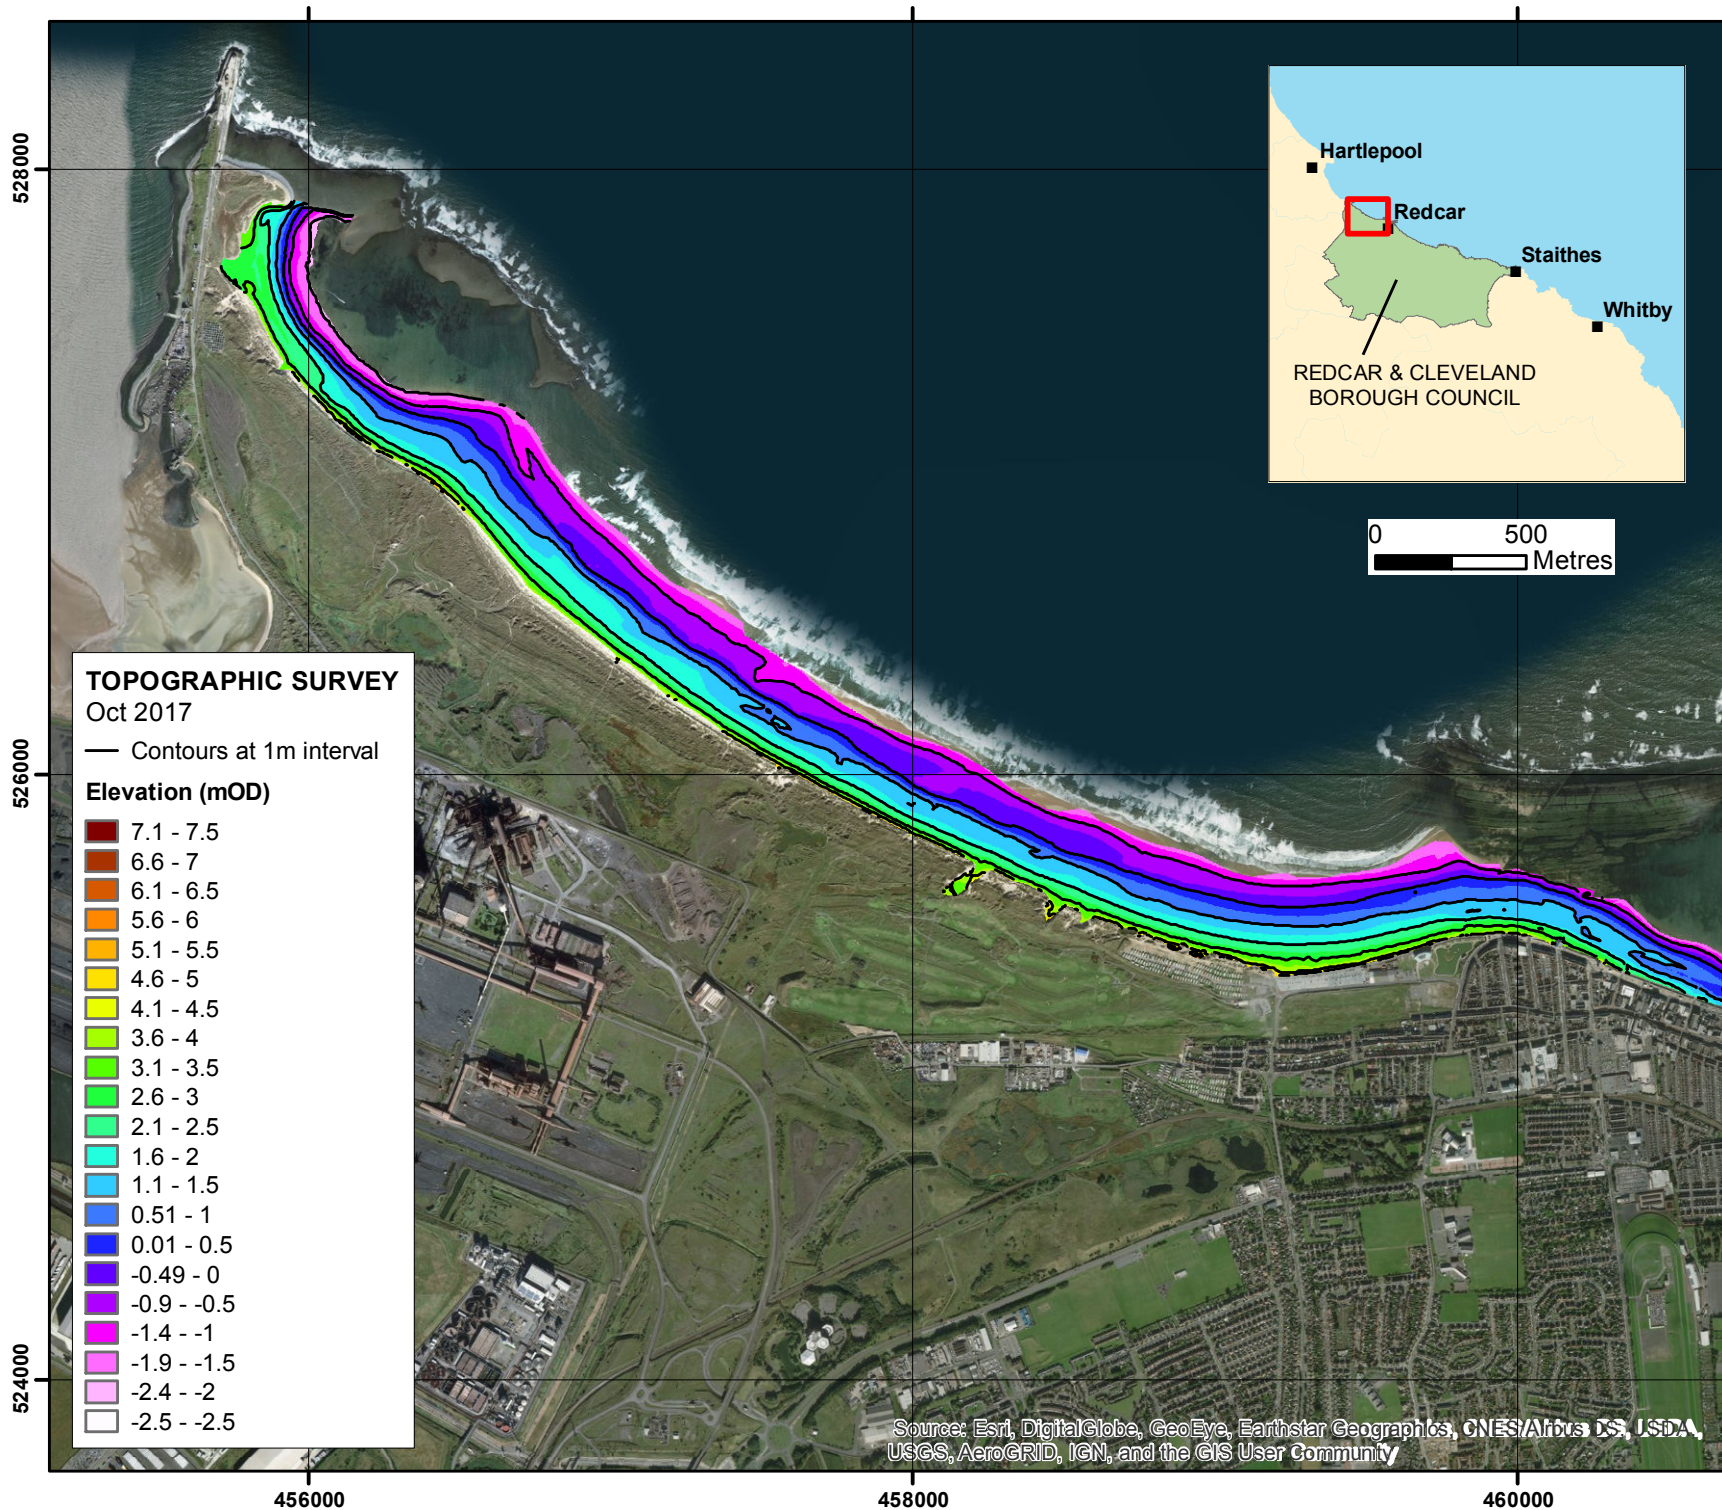 Hartlepool
Redcar
Staithes
Whitby
REDCAR & CLEVELAND
BOROUGH COUNCIL
0 500
Metres
528000
526000
524000
TOPOGRAPHIC SURVEY
Oct 2017
Contours at 1m interval
Elevation (mOD)
7.1 - 7.5
6.6 - 7
6.1 - 6.5
5.6 - 6
5.1 - 5.5
4.6 - 5
4.1 - 4.5
3.6 - 4
3.1 - 3.5
2.6 - 3
2.1 - 2.5
1.6 - 2
1.1 - 1.5
0.51 - 1
0.01 - 0.5
-0.49 - 0
-0.9 - -0.5
-1.4 - -1
-1.9 - -1.5
-2.4 - -2
-2.5 - -2.5
Source: Esri, DigitalGlobe, GeoEye, Earthstar Geographics, CNES/Airbus DS, USDA,
USGS, AeroGRID, IGN, and the GIS User Community
456000 458000 460000